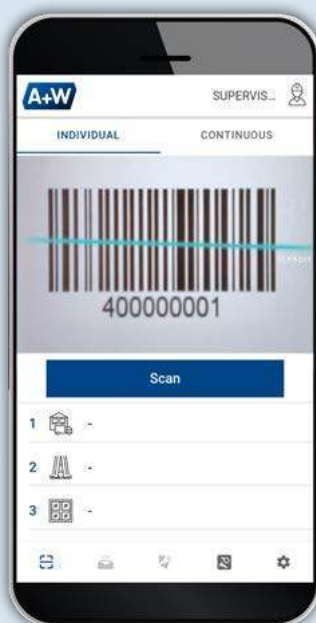 A+W
SUPERVIS...
INDIVIDUAL
CONTINUOUS
400000001
Scan
1 -
2 -
3 -